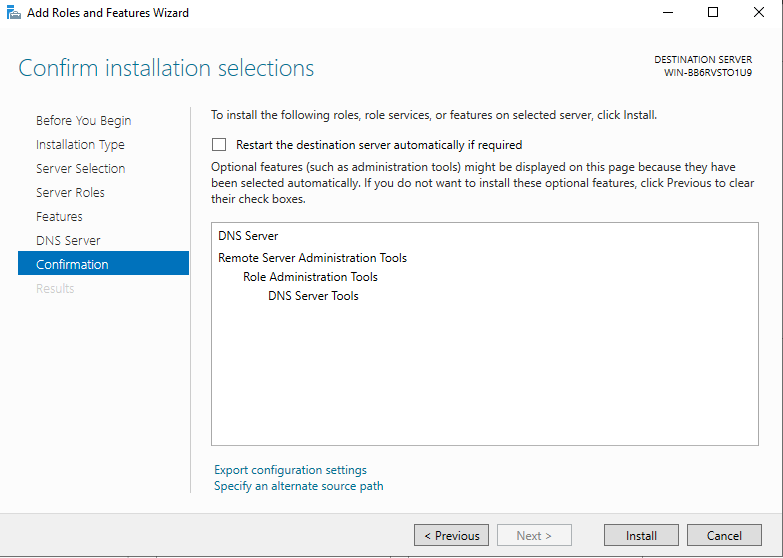 Add Roles and Features Wizard
Confirm installation selections
DESTINATION SERVER
WIN-BB6RVSTO1U9
Before You Begin
Installation Type
Server Selection
Server Roles
Features
DNS Server
Confirmation
Results
To install the following roles, role services, or features on selected server, click Install.
Restart the destination server automatically if required
Optional features (such as administration tools) might be displayed on this page because they have
been selected automatically. If you do not want to install these optional features, click Previous to clear
their check boxes.
DNS Server
Remote Server Administration Tools
Role Administration Tools
DNS Server Tools
Export configuration settings
Specify an alternate source path
< Previous
Next >
Install
Cancel